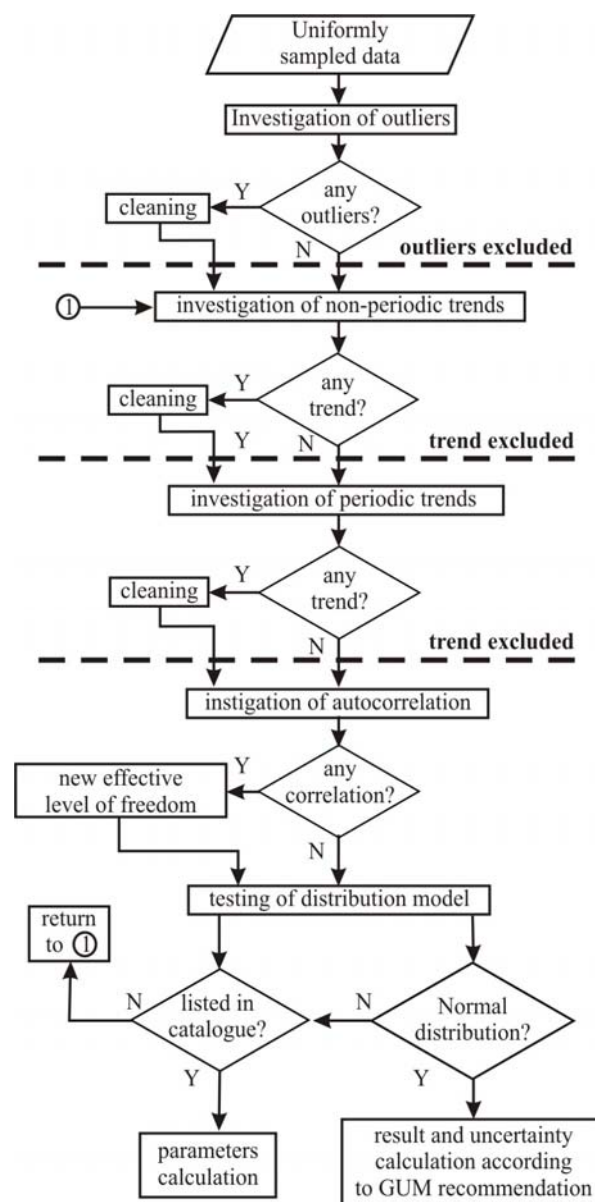 Uniformly
sampled data
Investigation of outliers
any
outliers?
Y
cleaning
N
outliers excluded
1
investigation of non-periodic trends
any
trend?
Y
cleaning
Y
N
trend excluded
investigation of periodic trends
any
trend?
Y
cleaning
N
trend excluded
instigation of autocorrelation
any
correlation?
Y
new effective
level of freedom
N
testing of distribution model
return
to 1
N
listed in
catalogue?
N
Normal
distribution?
Y
Y
parameters
calculation
result and uncertainty
calculation according
to GUM recommendation